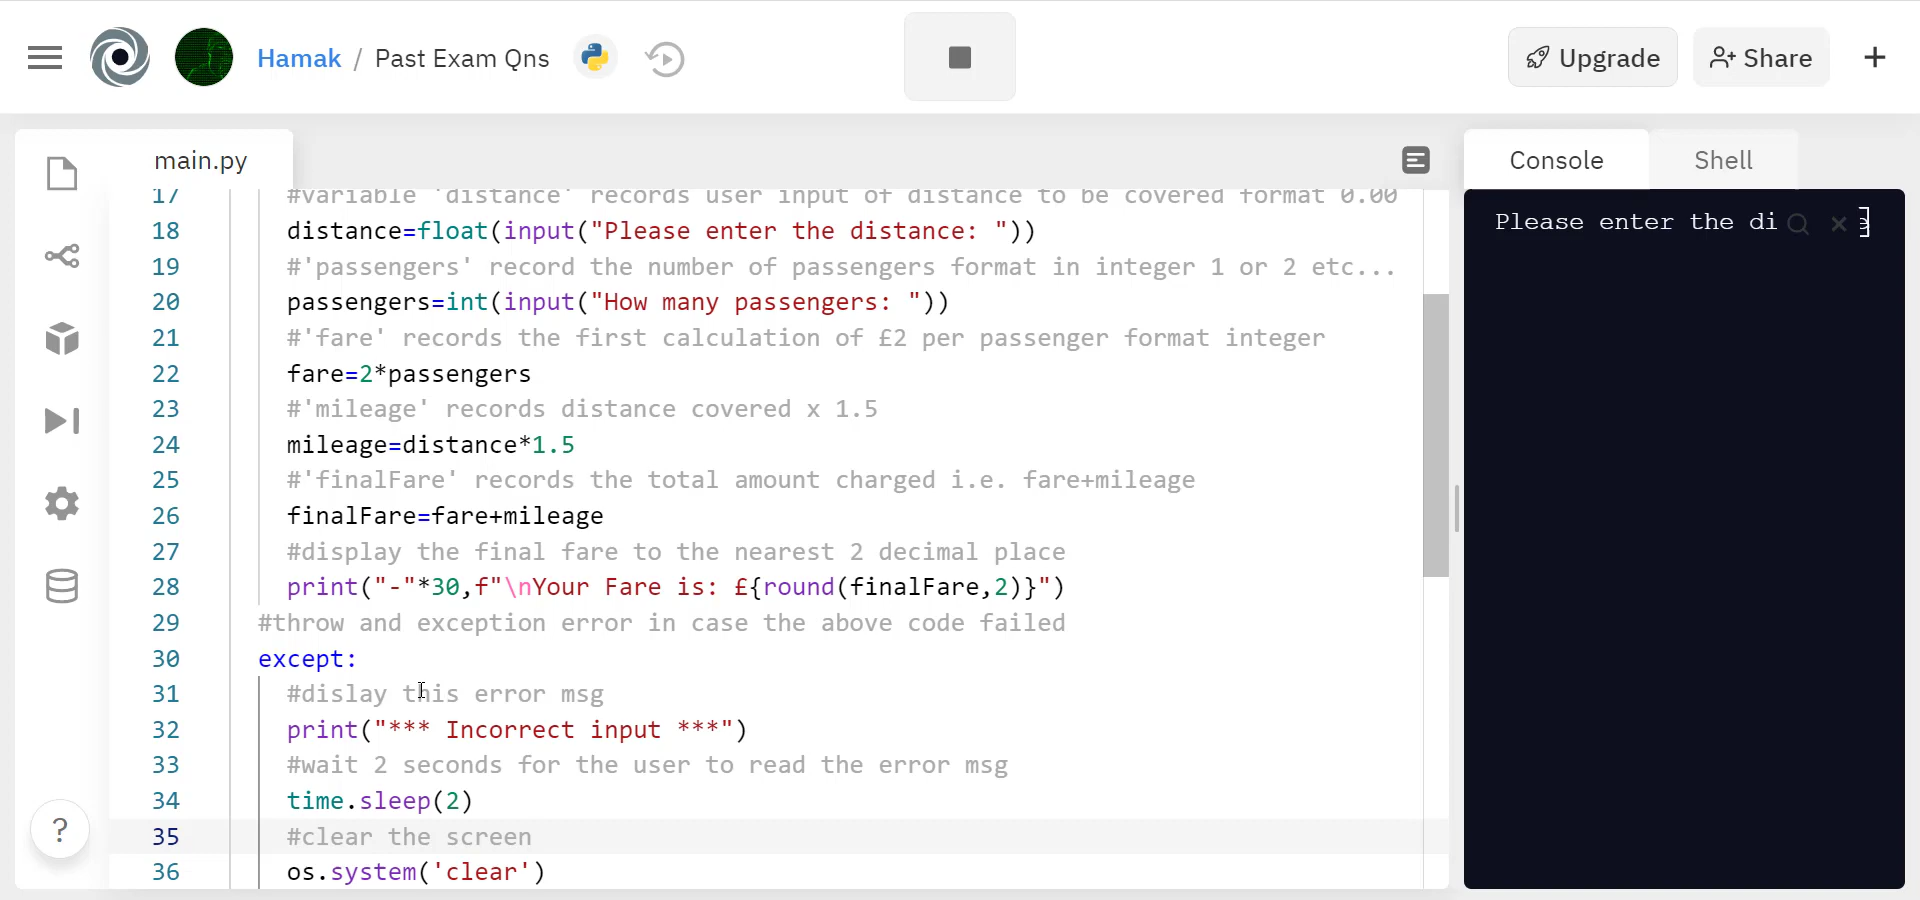 Hamak / Past Exam Qns
Upgrade
Share
main.py
Console
Shell
17 #variable 'distance' records user input of distance to be covered format 0.00
18 distance=float(input("Please enter the distance: "))
19 #'passengers' record the number of passengers format in integer 1 or 2 etc...
20 passengers=int(input("How many passengers: "))
21 #'fare' records the first calculation of £2 per passenger format integer
22 fare=2*passengers
23 #'mileage' records distance covered x 1.5
24 mileage=distance*1.5
25 #'finalFare' records the total amount charged i.e. fare+mileage
26 finalFare=fare+mileage
27 #display the final fare to the nearest 2 decimal place
28 print("-"*30,f"\nYour Fare is: £{round(finalFare,2)}")
29 #throw and exception error in case the above code failed
30 except:
31 #dislay this error msg
32 print("*** Incorrect input ***")
33 #wait 2 seconds for the user to read the error msg
34 time.sleep(2)
35 #clear the screen
36 os.system('clear')
?
Please enter the di